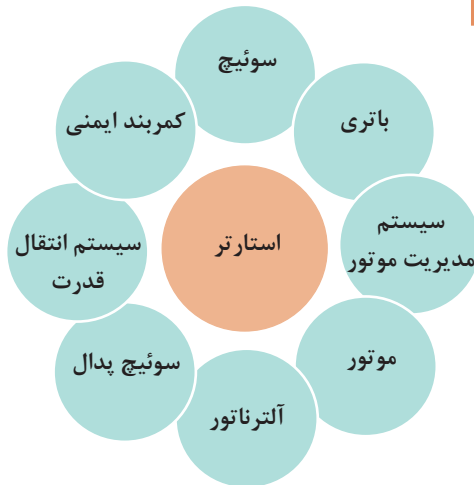 سوئیچ
باتری
سیستم
مدیریت موتور
موتور
آلترناتور
سوئیچ پدال
سیستم انتقال
قدرت
کمربند ایمنی
استارتر